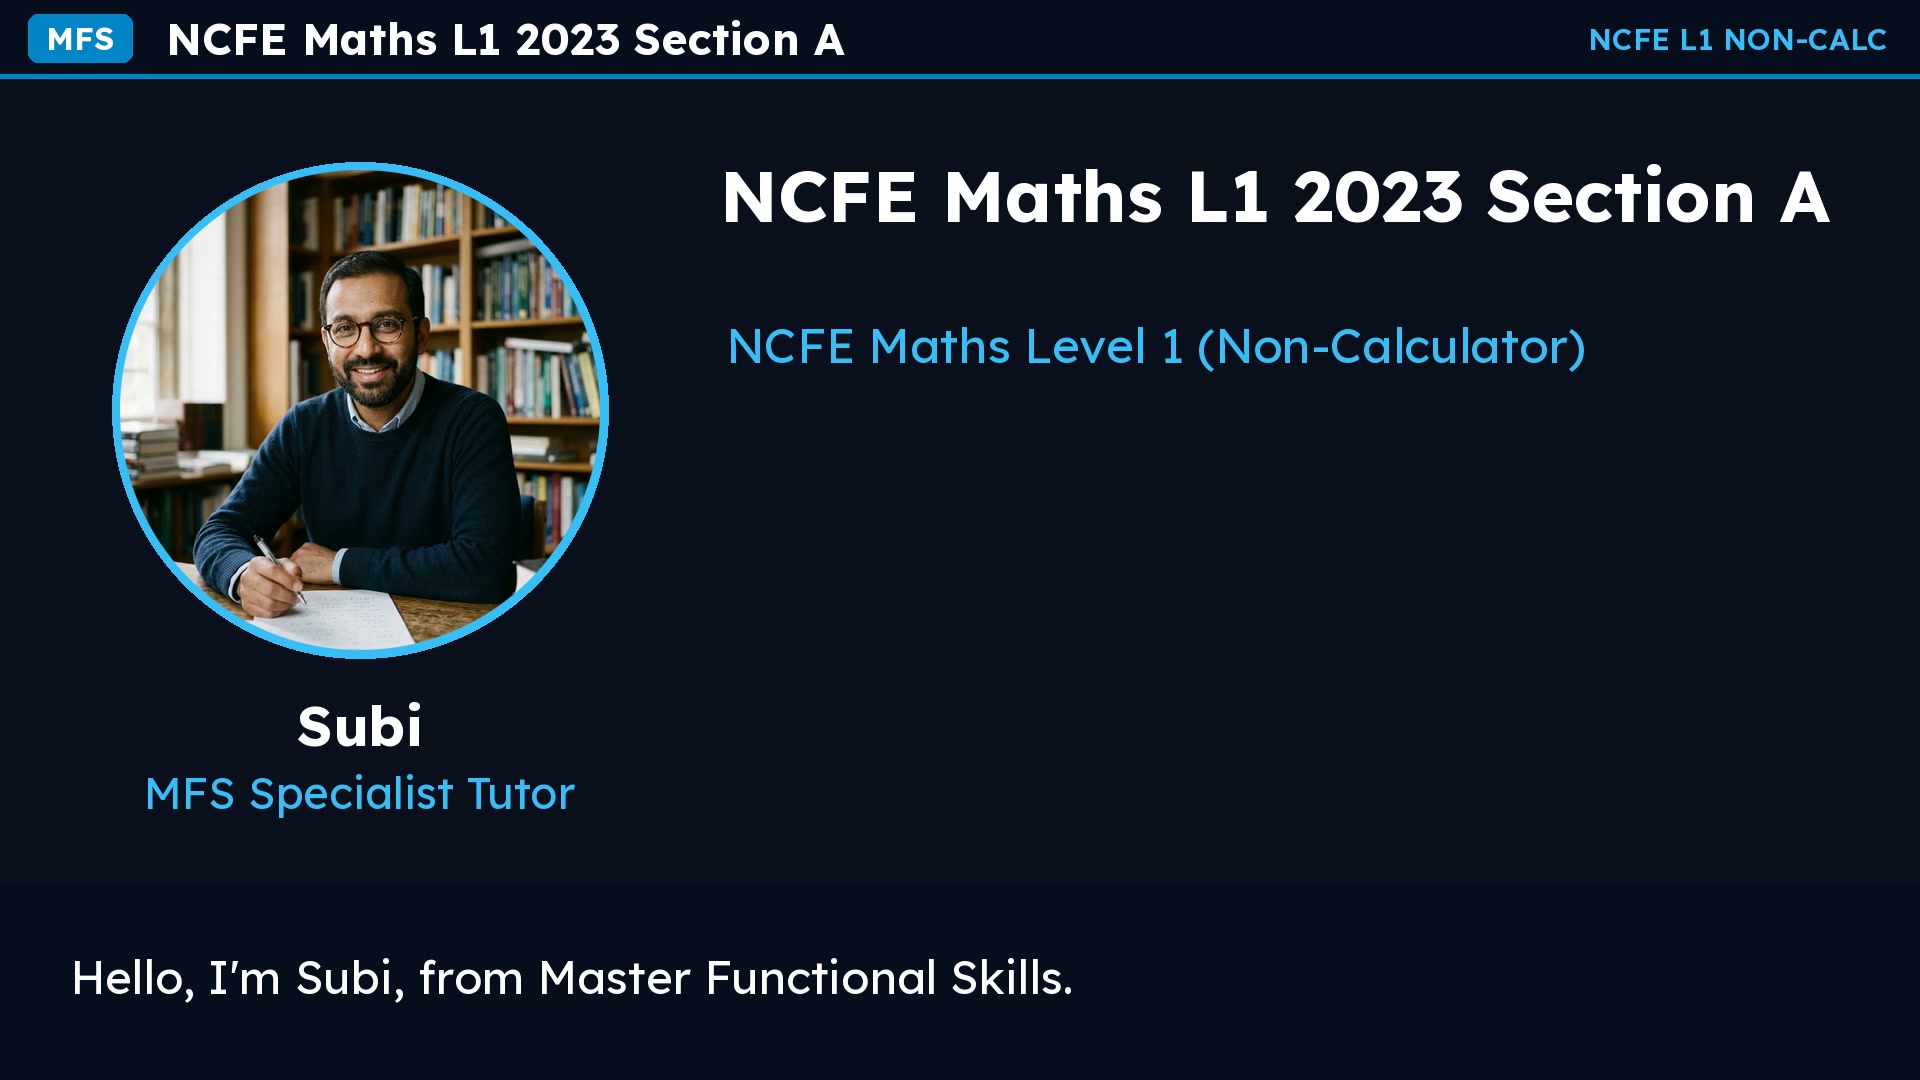 MFS
NCFE Maths L1 2023 Section A
NCFE L1 NON-CALC
NCFE Maths L1 2023 Section A
NCFE Maths Level 1 (Non-Calculator)
Subi
MFS Specialist Tutor
Hello, I'm Subi, from Master Functional Skills.